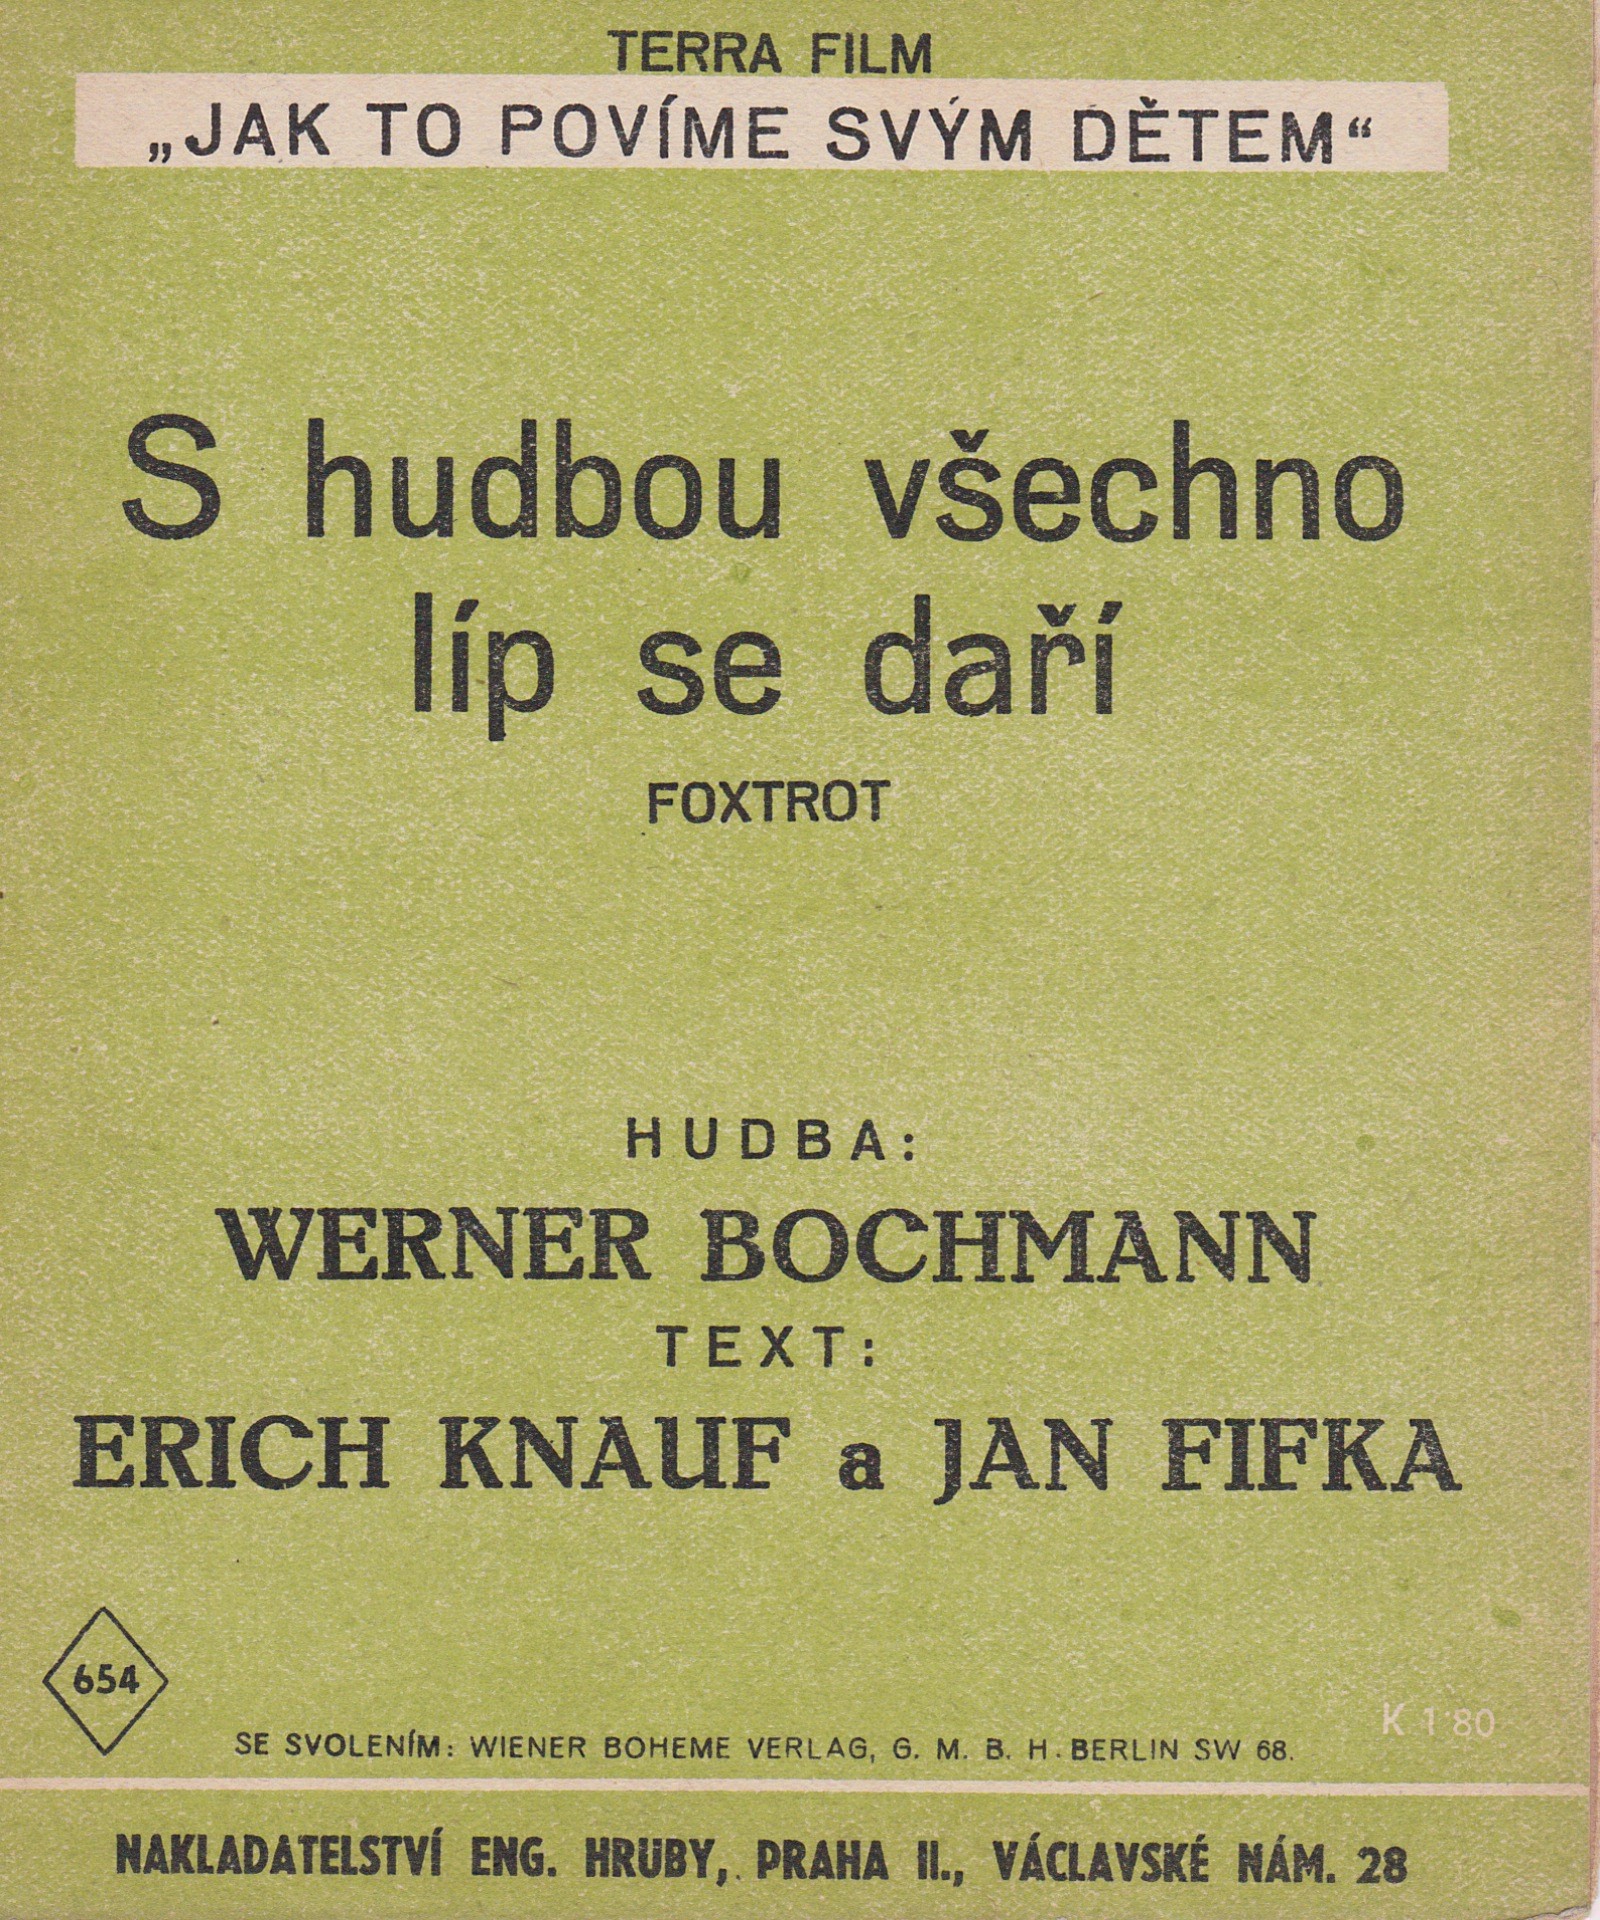 TERRA FILM
„JAK TO POVÍME SVÝM DĚTEM“
S hudbou všechno
líp se daří
FOXTROT
HUDBA:
WERNER BOCHMANN
TEXT:
ERICH KNAUF a JAN FIFKA
654
K 1·80
SE SVOLENÍM: WIENER BOHEME VERLAG, G. M. B. H. BERLIN SW 68.
NAKLADATELSTVÍ ENG. HRUBY, PRAHA II., VÁCLAVSKÉ NÁM. 28